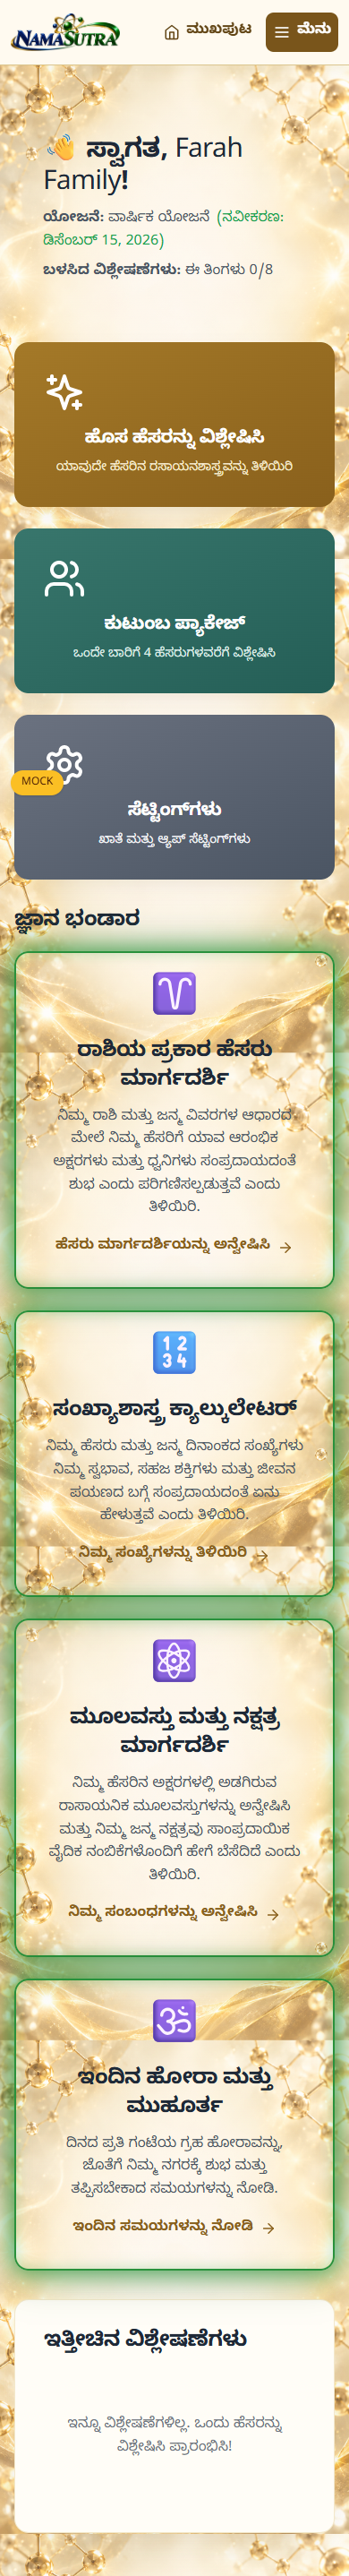 NAMASUTRA
ಮುಖಪುಟ
ಮೆನು
👋 ಸ್ವಾಗತ, Farah
Family!
ಯೋಜನೆ: ವಾರ್ಷಿಕ ಯೋಜನೆ (ನವೀಕರಣ:
ಡಿಸೆಂಬರ್ 15, 2026)
ಬಳಸಿದ ವಿಶ್ಲೇಷಣೆಗಳು: ಈ ತಿಂಗಳು 0/8
ಹೊಸ ಹೆಸರನ್ನು ವಿಶ್ಲೇಷಿಸಿ
ಯಾವುದೇ ಹೆಸರಿನ ರಸಾಯನಶಾಸ್ತ್ರವನ್ನು ತಿಳಿಯಿರಿ
ಕುಟುಂಬ ಪ್ಯಾಕೇಜ್
ಒಂದೇ ಬಾರಿಗೆ 4 ಹೆಸರುಗಳವರೆಗೆ ವಿಶ್ಲೇಷಿಸಿ
MOCK
ಸೆಟ್ಟಿಂಗ್‌ಗಳು
ಖಾತೆ ಮತ್ತು ಆ್ಯಪ್ ಸೆಟ್ಟಿಂಗ್‌ಗಳು
ಜ್ಞಾನ ಭಂಡಾರ
♈
ರಾಶಿಯ ಪ್ರಕಾರ ಹೆಸರು
ಮಾರ್ಗದರ್ಶಿ
ನಿಮ್ಮ ರಾಶಿ ಮತ್ತು ಜನ್ಮ ವಿವರಗಳ ಆಧಾರದ
ಮೇಲೆ ನಿಮ್ಮ ಹೆಸರಿಗೆ ಯಾವ ಆರಂಭಿಕ
ಅಕ್ಷರಗಳು ಮತ್ತು ಧ್ವನಿಗಳು ಸಂಪ್ರದಾಯದಂತೆ
ಶುಭ ಎಂದು ಪರಿಗಣಿಸಲ್ಪಡುತ್ತವೆ ಎಂದು
ತಿಳಿಯಿರಿ.
ಹೆಸರು ಮಾರ್ಗದರ್ಶಿಯನ್ನು ಅನ್ವೇಷಿಸಿ →
🔢
ಸಂಖ್ಯಾಶಾಸ್ತ್ರ ಕ್ಯಾಲ್ಕುಲೇಟರ್
ನಿಮ್ಮ ಹೆಸರು ಮತ್ತು ಜನ್ಮ ದಿನಾಂಕದ ಸಂಖ್ಯೆಗಳು
ನಿಮ್ಮ ಸ್ವಭಾವ, ಸಹಜ ಶಕ್ತಿಗಳು ಮತ್ತು ಜೀವನ
ಪಯಣದ ಬಗ್ಗೆ ಸಂಪ್ರದಾಯದಂತೆ ಏನು
ಹೇಳುತ್ತವೆ ಎಂದು ತಿಳಿಯಿರಿ.
ನಿಮ್ಮ ಸಂಖ್ಯೆಗಳನ್ನು ತಿಳಿಯಿರಿ →
⚛️
ಮೂಲವಸ್ತು ಮತ್ತು ನಕ್ಷತ್ರ
ಮಾರ್ಗದರ್ಶಿ
ನಿಮ್ಮ ಹೆಸರಿನ ಅಕ್ಷರಗಳಲ್ಲಿ ಅಡಗಿರುವ
ರಾಸಾಯನಿಕ ಮೂಲವಸ್ತುಗಳನ್ನು ಅನ್ವೇಷಿಸಿ
ಮತ್ತು ನಿಮ್ಮ ಜನ್ಮ ನಕ್ಷತ್ರವು ಸಾಂಪ್ರದಾಯಿಕ
ವೈದಿಕ ನಂಬಿಕೆಗಳೊಂದಿಗೆ ಹೇಗೆ ಬೆಸೆದಿದೆ ಎಂದು
ತಿಳಿಯಿರಿ.
ನಿಮ್ಮ ಸಂಬಂಧಗಳನ್ನು ಅನ್ವೇಷಿಸಿ →
🕉️
ಇಂದಿನ ಹೋರಾ ಮತ್ತು
ಮುಹೂರ್ತ
ದಿನದ ಪ್ರತಿ ಗಂಟೆಯ ಗ್ರಹ ಹೋರಾವನ್ನು,
ಜೊತೆಗೆ ನಿಮ್ಮ ನಗರಕ್ಕೆ ಶುಭ ಮತ್ತು
ತಪ್ಪಿಸಬೇಕಾದ ಸಮಯಗಳನ್ನು ನೋಡಿ.
ಇಂದಿನ ಸಮಯಗಳನ್ನು ನೋಡಿ →
ಇತ್ತೀಚಿನ ವಿಶ್ಲೇಷಣೆಗಳು
ಇನ್ನೂ ವಿಶ್ಲೇಷಣೆಗಳಿಲ್ಲ. ಒಂದು ಹೆಸರನ್ನು
ವಿಶ್ಲೇಷಿಸಿ ಪ್ರಾರಂಭಿಸಿ!